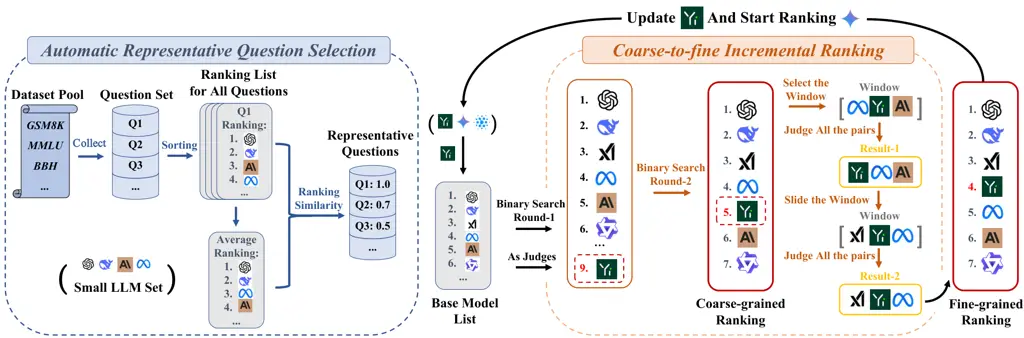 Update And Start Ranking
Automatic Representative Question Selection
Dataset Pool
GSM8K
MMLU
BBH
...
Collect
Question Set
Q1
Q2
Q3
...
Sorting
Ranking List
for All Questions
Q1
Ranking:
1.
2.
3.
4.
...
Average
Ranking:
1.
2.
3.
4.
...
Ranking
Similarity
Representative
Questions
Q1: 1.0
Q2: 0.7
Q3: 0.5
...
( )
Small LLM Set
( )
1.
2.
3.
4.
5.
6.
...
Base Model
List
Binary Search
Round-1
As Judges
Coarse-to-fine Incremental Ranking
1.
2.
3.
4.
5.
6.
...
9.
Binary Search
Round-2
1.
2.
3.
4.
5.
6.
7.
Coarse-grained
Ranking
Select the
Window
Window
[ ]
Judge All the pairs
Result-1
Slide the Window
Window
[ ]
Judge All the pairs
Result-2
1.
2.
3.
4.
5.
6.
7.
Fine-grained
Ranking